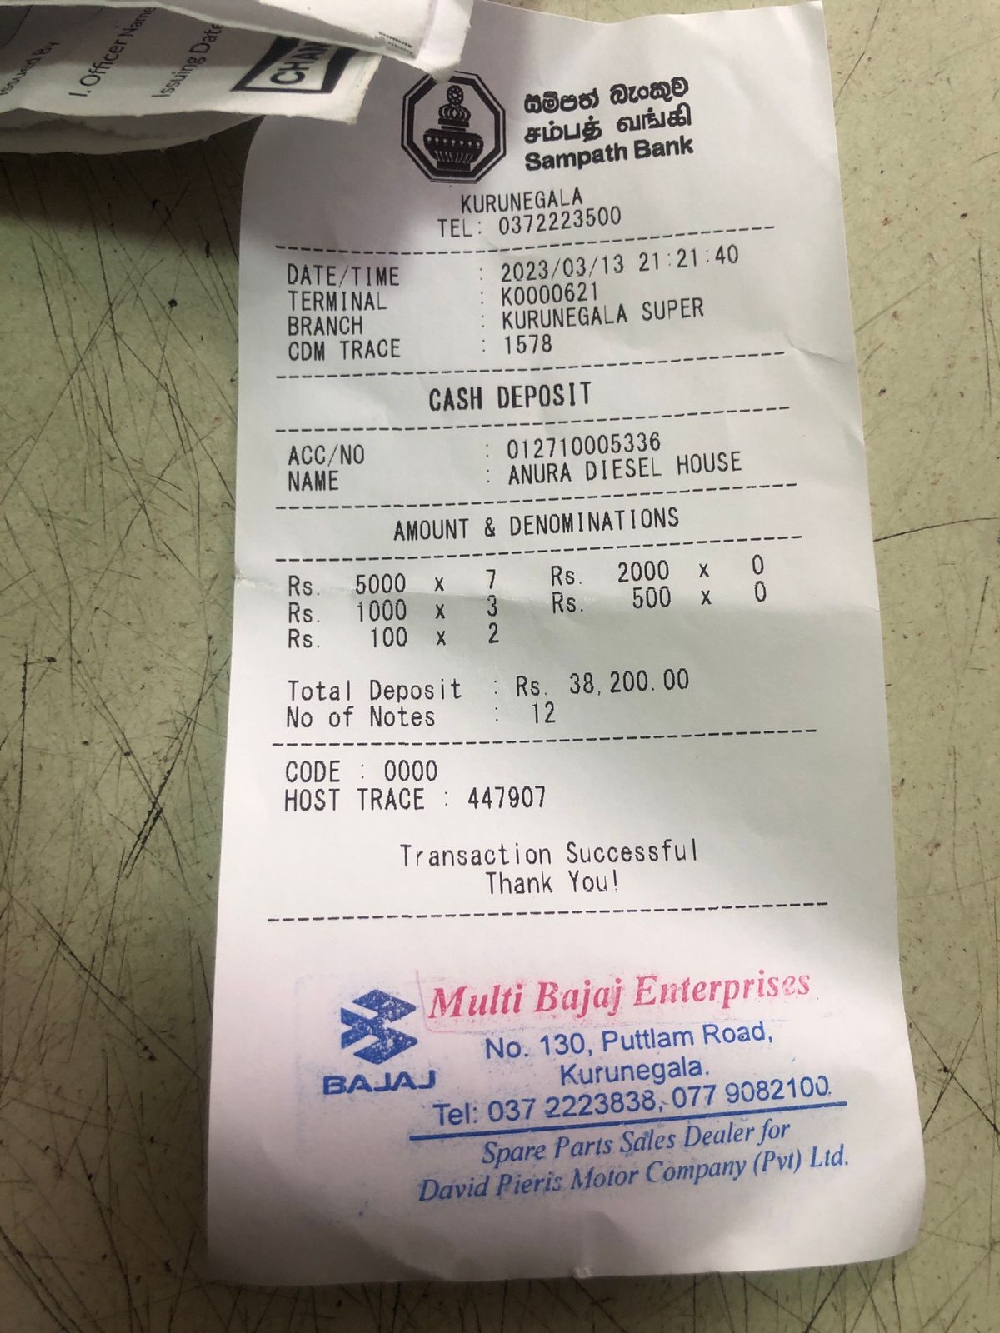 Issued By
1. Officer Name
Issuing Date
සම්පත් බැංකුව
சம்பத் வங்கி
Sampath Bank
KURUNEGALA
TEL: 0372223500
DATE/TIME : 2023/03/13 21:21:40
TERMINAL : K0000621
BRANCH : KURUNEGALA SUPER
CDM TRACE : 1578
CASH DEPOSIT
ACC/NO : 012710005336
NAME : ANURA DIESEL HOUSE
AMOUNT & DENOMINATIONS
Rs. 5000 x 7 Rs. 2000 x 0
Rs. 1000 x 3 Rs. 500 x 0
Rs. 100 x 2
Total Deposit : Rs. 38,200.00
No of Notes : 12
CODE : 0000
HOST TRACE : 447907
Transaction Successful
Thank You!
Multi Bajaj Enterprises
No. 130, Puttlam Road,
Kurunegala.
BAJAJ
Tel: 037 2223838, 077 9082100.
Spare Parts Sales Dealer for
David Pieris Motor Company (Pvt) Ltd.